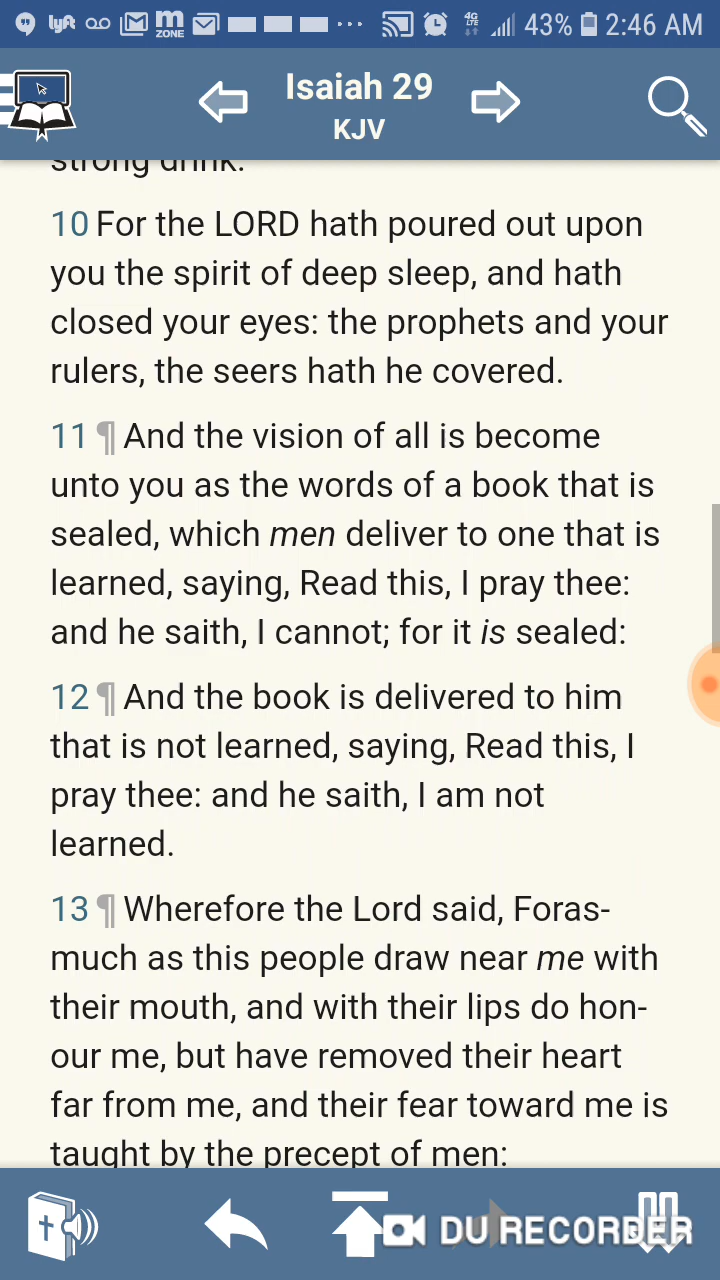 lyft
M
m
ZONE
4G
LTE
43%
2:46 AM
Isaiah 29
KJV
strong drink.
10 For the LORD hath poured out upon
you the spirit of deep sleep, and hath
closed your eyes: the prophets and your
rulers, the seers hath he covered.
11 ¶ And the vision of all is become
unto you as the words of a book that is
sealed, which men deliver to one that is
learned, saying, Read this, I pray thee:
and he saith, I cannot; for it is sealed:
12 ¶ And the book is delivered to him
that is not learned, saying, Read this, I
pray thee: and he saith, I am not
learned.
13 ¶ Wherefore the Lord said, Foras-
much as this people draw near me with
their mouth, and with their lips do hon-
our me, but have removed their heart
far from me, and their fear toward me is
taught by the precept of men:
DU RECORDER